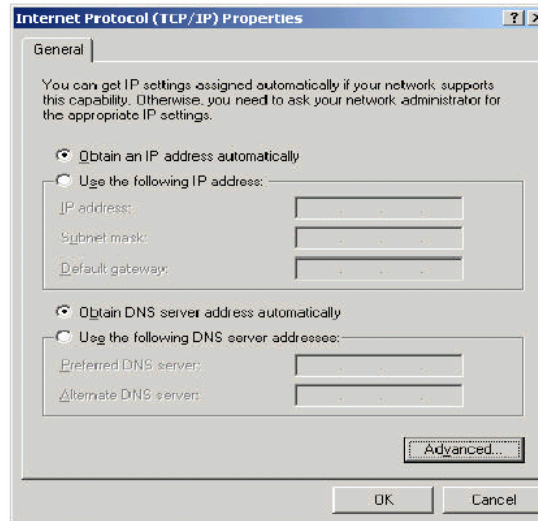 Internet Protocol (TCP/IP) Properties
General
You can get IP settings assigned automatically if your network supports
this capability. Otherwise, you need to ask your network administrator for
the appropriate IP settings.
Obtain an IP address automatically
Use the following IP address:
IP address:
Subnet mask:
Default gateway:
Obtain DNS server address automatically
Use the following DNS server addresses:
Preferred DNS server:
Alternate DNS server:
Advanced...
OK Cancel